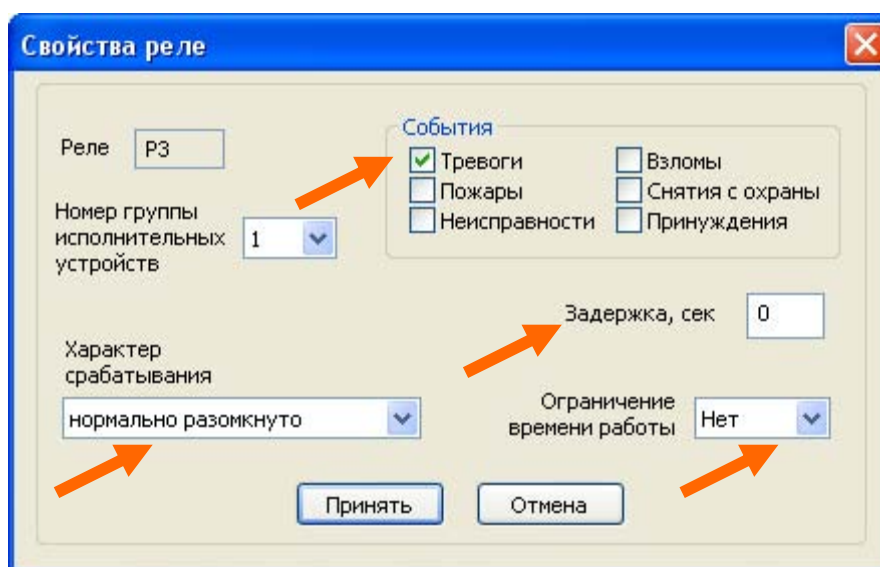 Свойства реле
Реле Р3
События
Тревоги
Пожары
Неисправности
Взломы
Снятия с охраны
Принуждения
Номер группы
исполнительных
устройств
1
Задержка, сек 0
Характер
срабатывания
нормально разомкнуто
Ограничение
времени работы
Нет
Принять
Отмена